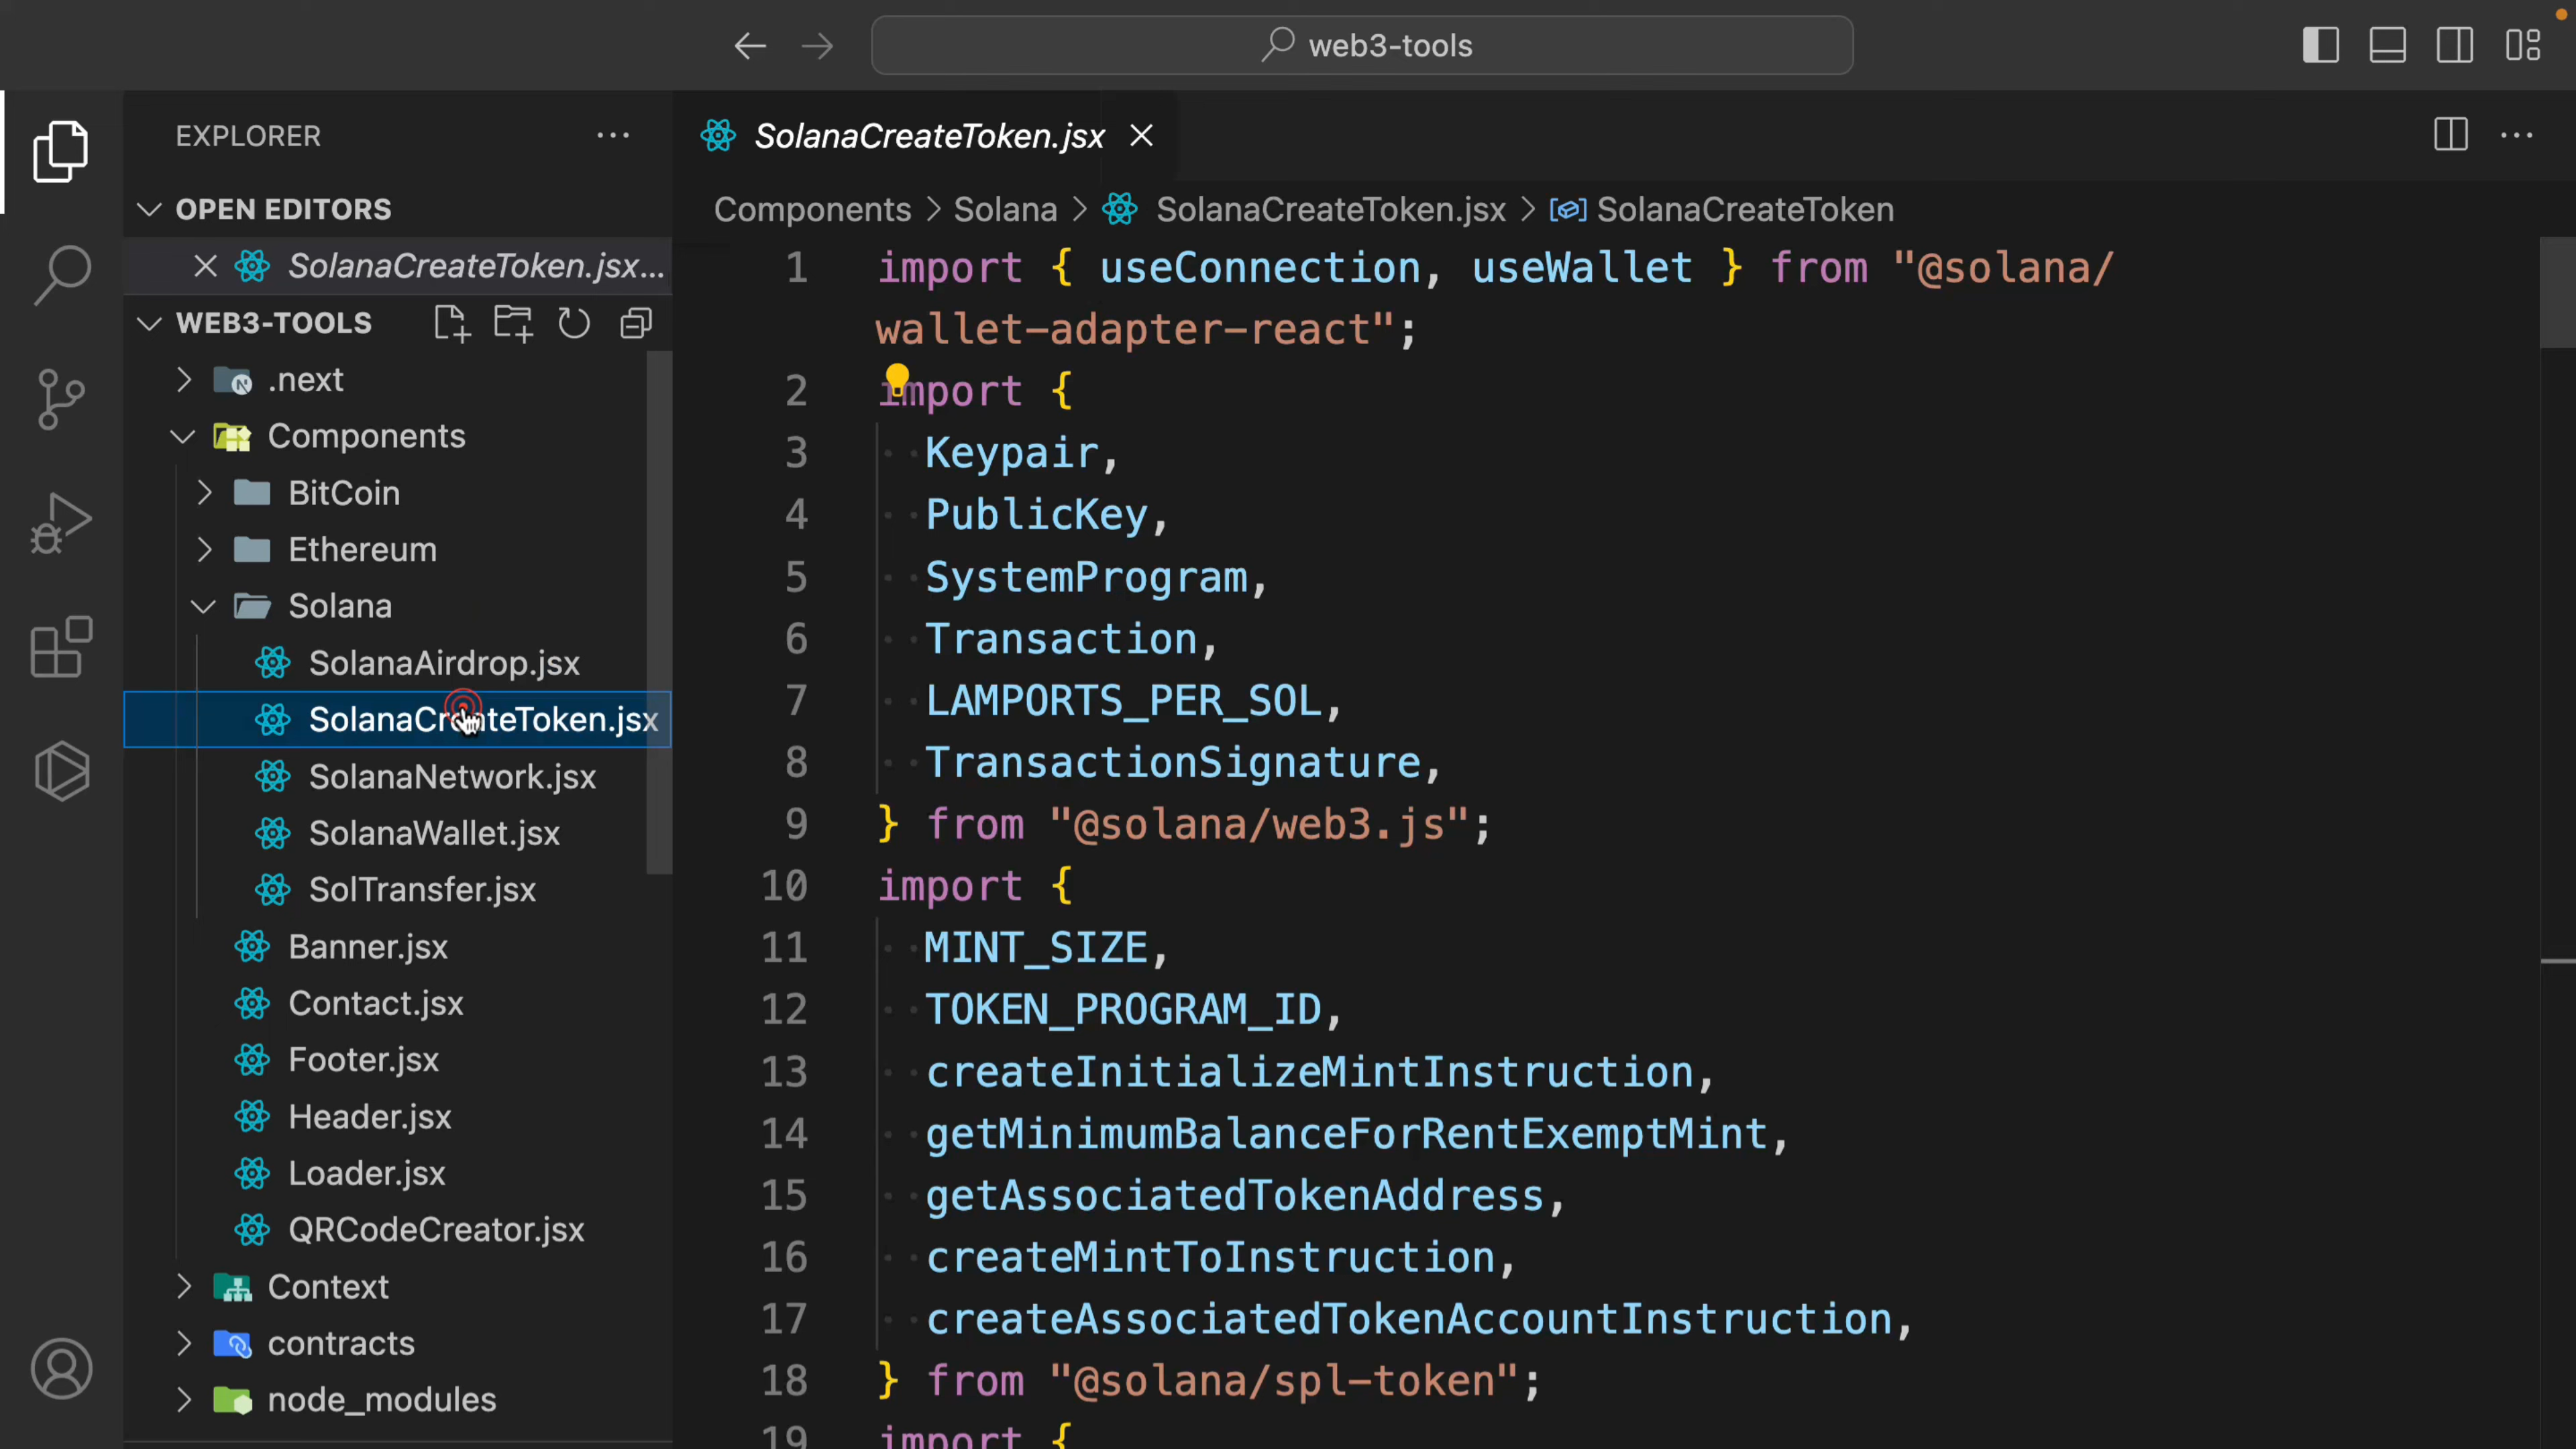 web3-tools
EXPLORER
OPEN EDITORS
SolanaCreateToken.jsx...
WEB3-TOOLS
.next
Components
BitCoin
Ethereum
Solana
SolanaAirdrop.jsx
SolanaCreateToken.jsx
SolanaNetwork.jsx
SolanaWallet.jsx
SolTransfer.jsx
Banner.jsx
Contact.jsx
Footer.jsx
Header.jsx
Loader.jsx
QRCodeCreator.jsx
Context
contracts
node_modules
SolanaCreateToken.jsx
Components > Solana > SolanaCreateToken.jsx > SolanaCreateToken
1 import { useConnection, useWallet } from "@solana/
wallet-adapter-react";
2 import {
3 Keypair,
4 PublicKey,
5 SystemProgram,
6 Transaction,
7 LAMPORTS_PER_SOL,
8 TransactionSignature,
9 } from "@solana/web3.js";
10 import {
11 MINT_SIZE,
12 TOKEN_PROGRAM_ID,
13 createInitializeMintInstruction,
14 getMinimumBalanceForRentExemptMint,
15 getAssociatedTokenAddress,
16 createMintToInstruction,
17 createAssociatedTokenAccountInstruction,
18 } from "@solana/spl-token";
19 import {